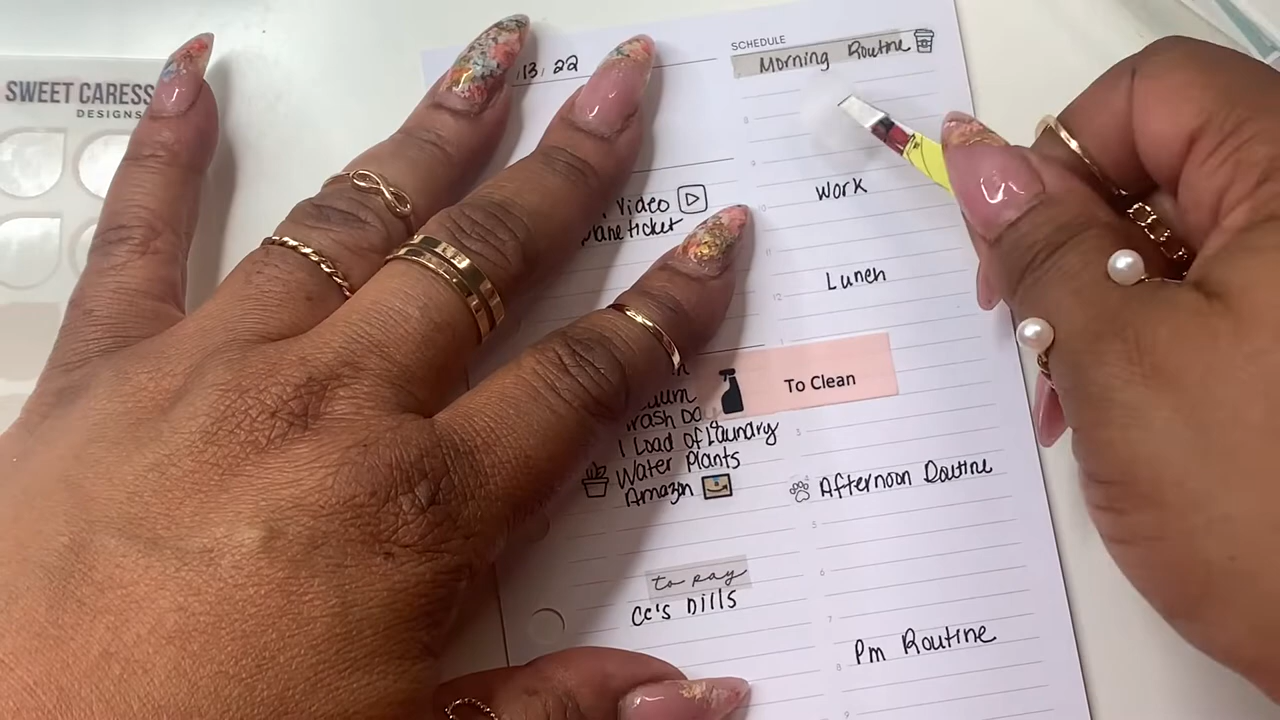 SWEET CARESS
DESIGNS
13, 22
SCHEDULE
Morning Routine
8
9
Work
Video
ticket
10
11
Lunch
12
To Clean
1 Load of Laundry
Water Plants
Amazon
3
Afternoon Routine
5
to pay
CC's Bills
6
7
Pm Routine
8
9